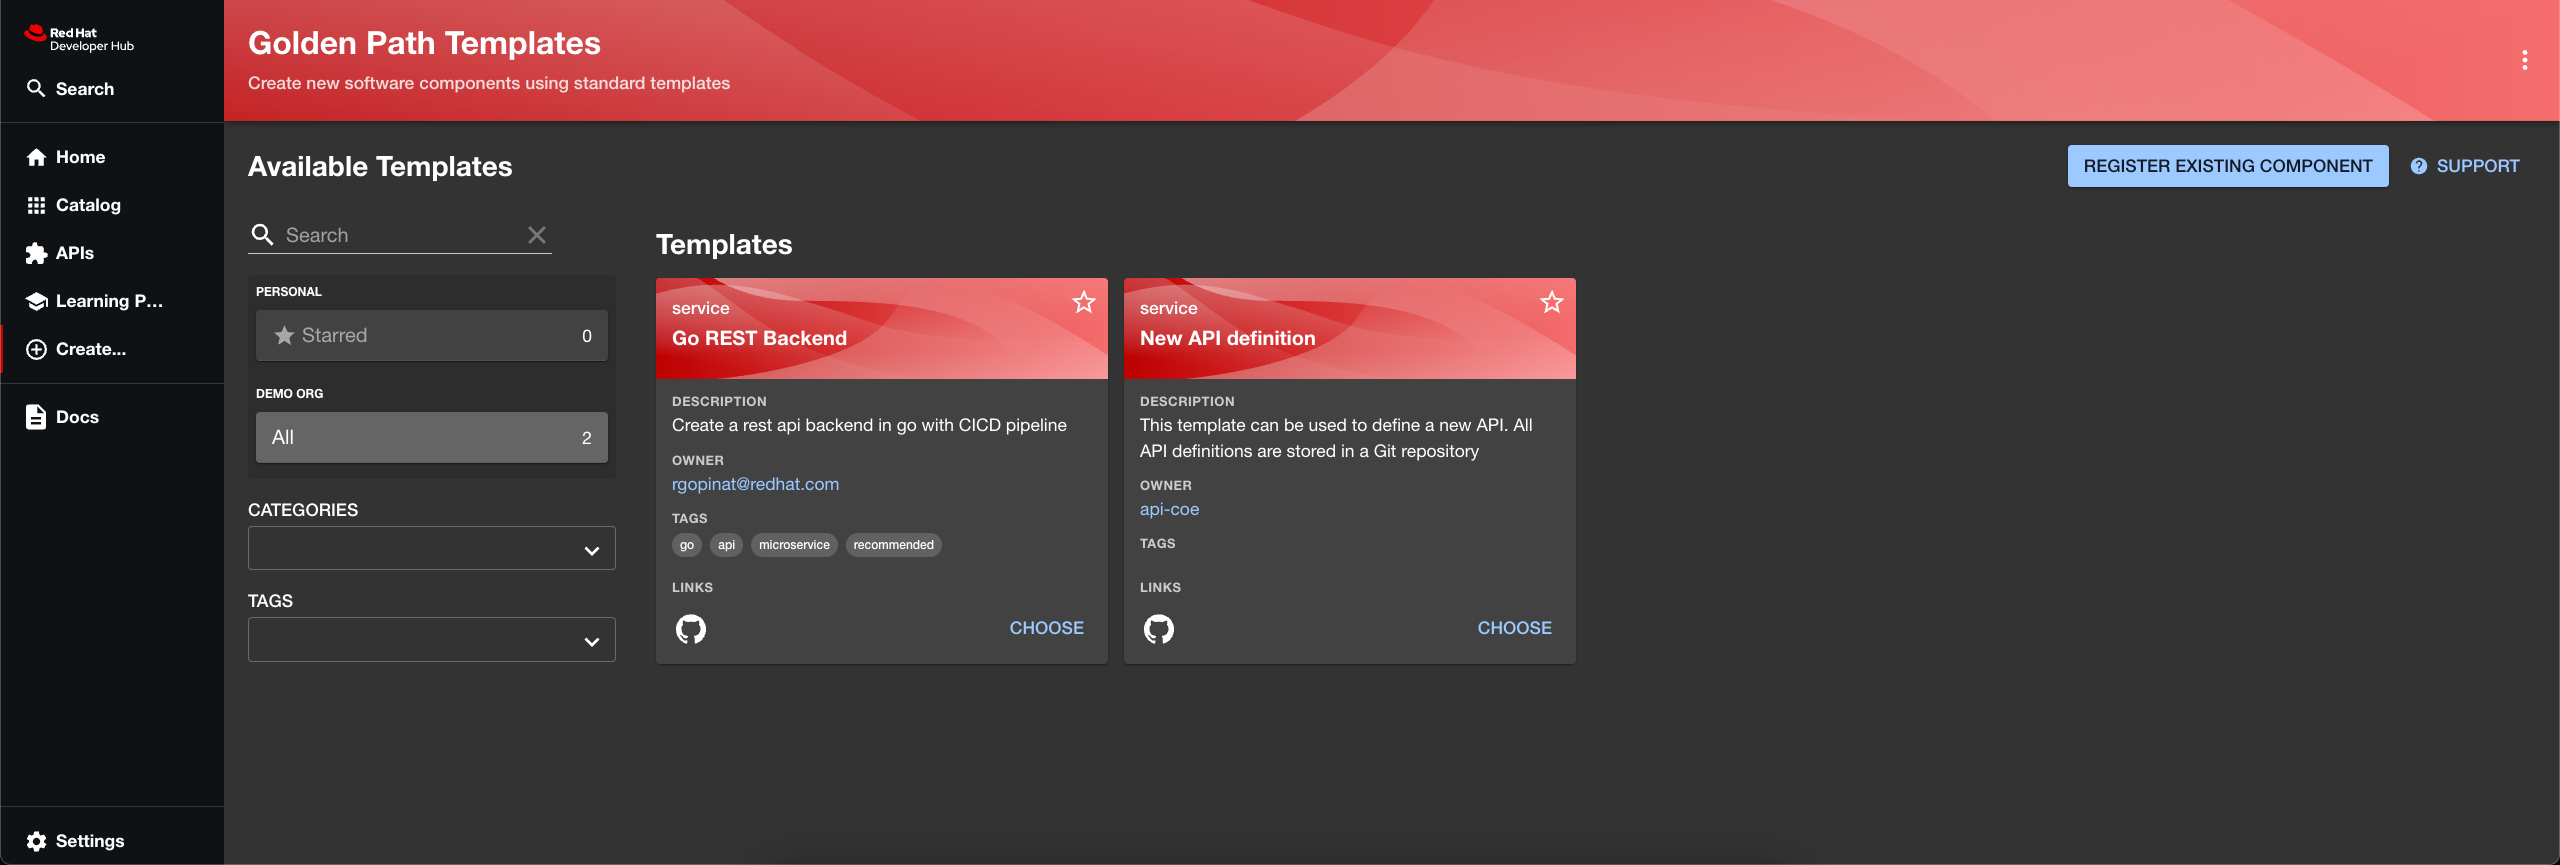 Red Hat
Developer Hub
Search
Home
Catalog
APIs
Learning P...
Create...
Docs
Settings
Golden Path Templates
Create new software components using standard templates
Available Templates
REGISTER EXISTING COMPONENT
? SUPPORT
Search
PERSONAL
Starred 0
DEMO ORG
All 2
CATEGORIES
TAGS
Templates
service
Go REST Backend
DESCRIPTION
Create a rest api backend in go with CICD pipeline
OWNER
rgopinat@redhat.com
TAGS
go api microservice recommended
LINKS
CHOOSE
service
New API definition
DESCRIPTION
This template can be used to define a new API. All
API definitions are stored in a Git repository
OWNER
api-coe
TAGS
LINKS
CHOOSE